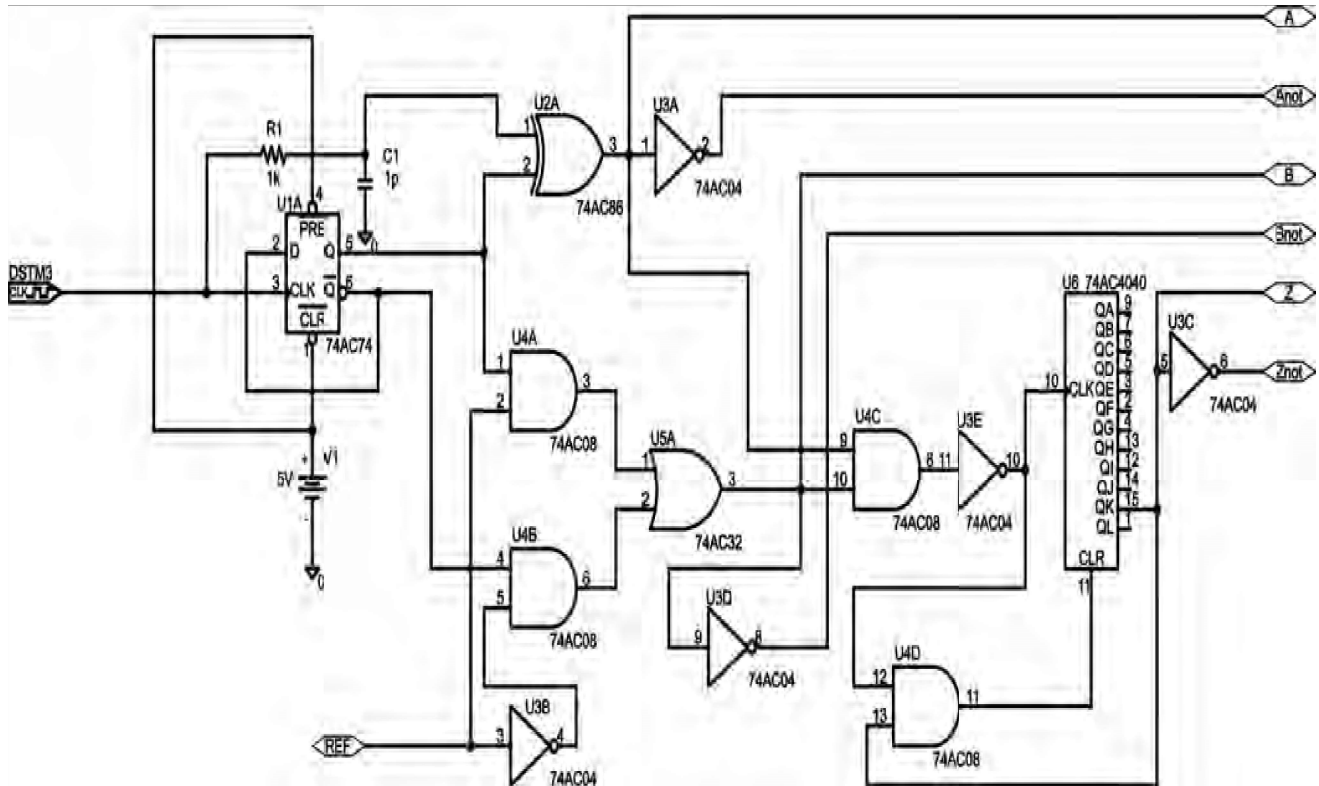 A
U2A
U3A
Anot
R1
1
3
1
2
C1
1k
2
1p
4
74AC04
U1A
74AC86
B
PRE
2
D
Q
5
0
Bnot
DSTM3
U6 74AC4040
CLK
3
CLK
Q
6
Z
QA
9
CLR
QB
7
U3C
1
74AC74
U4A
QC
6
QD
5
5
6
Znot
1
3
10
CLK
QE
3
2
QF
2
74AC04
U4C
U3E
QG
4
74AC08
U5A
QH
13
V1
+
1
9
8
11
10
QI
12
5V
3
10
QJ
14
2
QK
15
U4B
74AC08
74AC04
QL
1
74AC32
4
CLR
0
6
11
5
U3D
74AC08
9
8
U4D
12
74AC04
11
U3B
13
REF
3
4
74AC08
74AC04